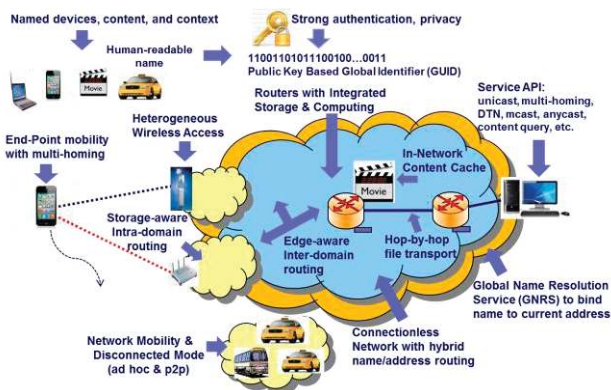 Named devices, content, and context
Human-readable
name
Strong authentication, privacy
11001101011100100…0011
Public Key Based Global Identifier (GUID)
Movie
Routers with Integrated
Storage & Computing
Service API:
unicast, multi-homing,
DTN, mcast, anycast,
content query, etc.
End-Point mobility
with multi-homing
Heterogeneous
Wireless Access
In-Network
Content Cache
Movie
Storage-aware
Intra-domain
routing
Edge-aware
Inter-domain
routing
Hop-by-hop
file transport
Global Name Resolution
Service (GNRS) to bind
name to current address
Network Mobility &
Disconnected Mode
(ad hoc & p2p)
Connectionless
Network with hybrid
name/address routing